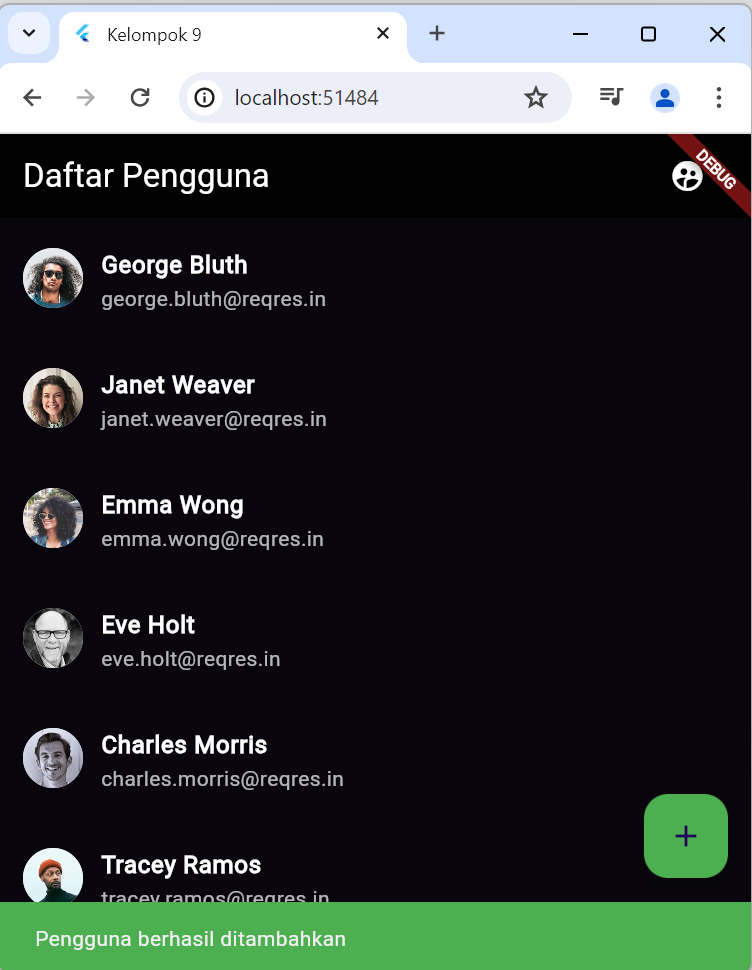 Kelompok 9
localhost:51484
Daftar Pengguna
DEBUG
George Bluth
george.bluth@reqres.in
Janet Weaver
janet.weaver@reqres.in
Emma Wong
emma.wong@reqres.in
Eve Holt
eve.holt@reqres.in
Charles Morris
charles.morris@reqres.in
Tracey Ramos
tracey.ramos@reqres.in
Pengguna berhasil ditambahkan